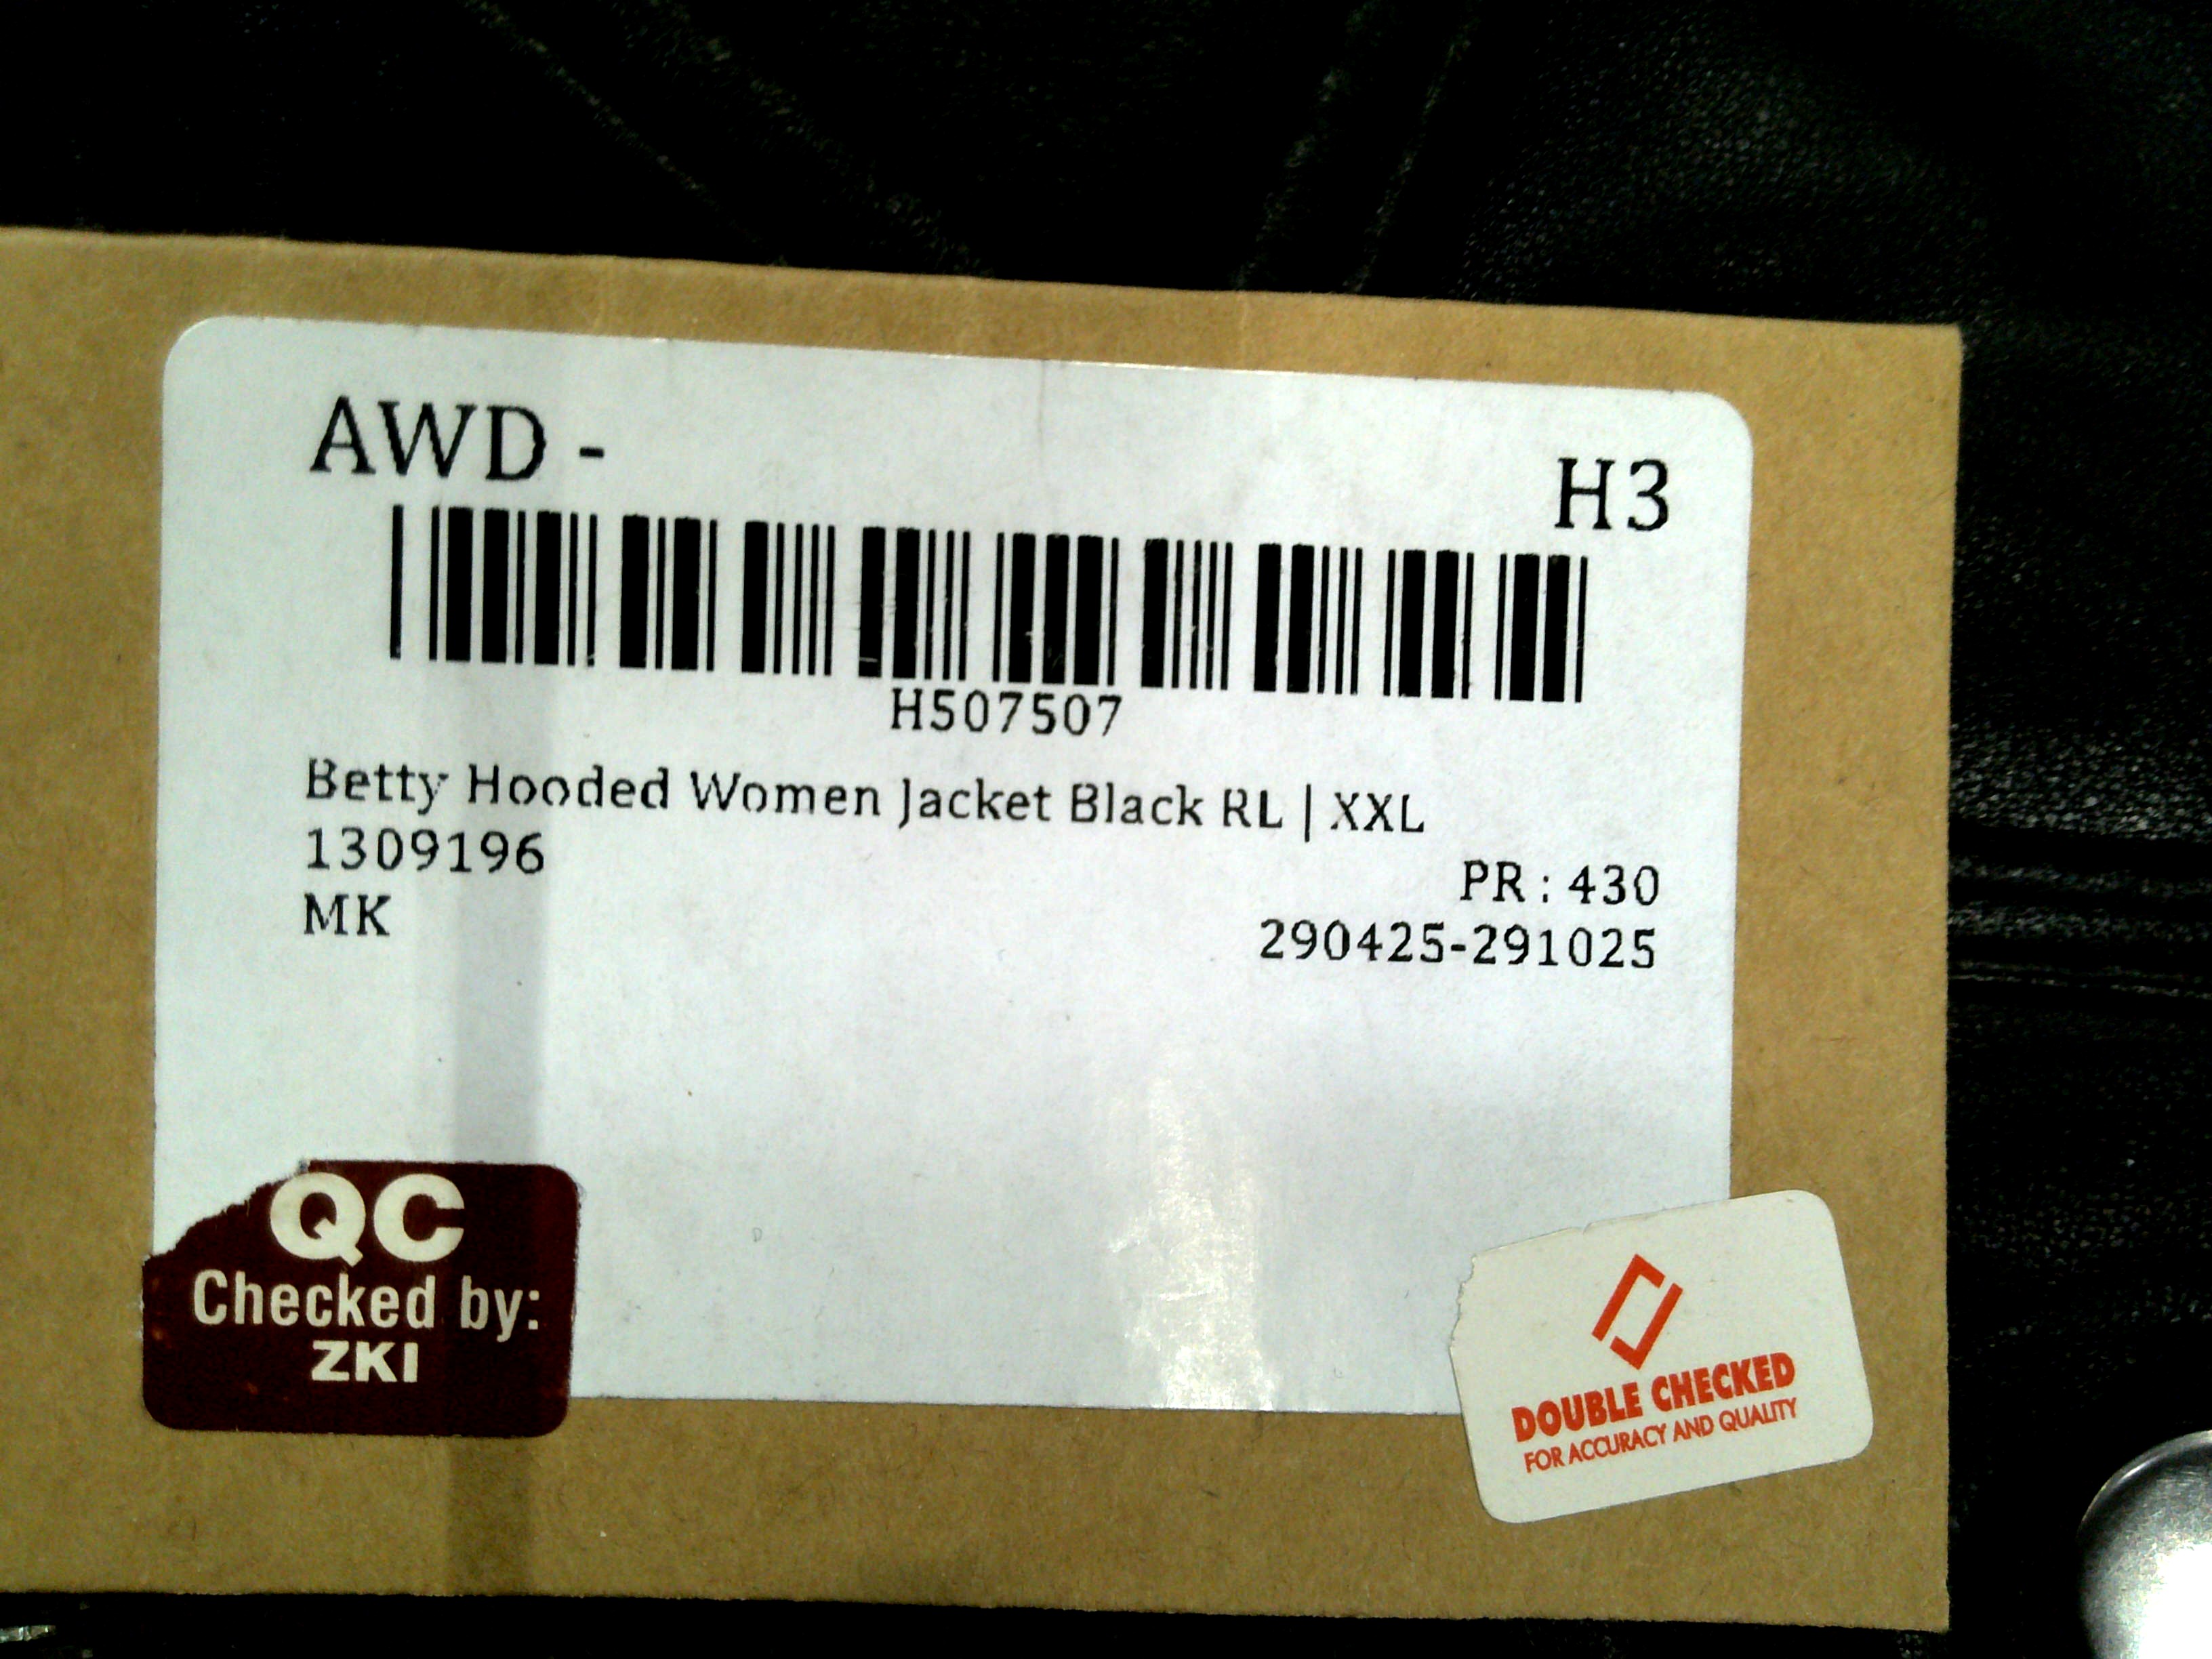 AWD -
H3
H507507
Betty Hooded Women Jacket Black RL | XXL
1309196
PR : 430
MK
290425-291025
QC
Checked by:
ZKI
DOUBLE CHECKED
FOR ACCURACY AND QUALITY